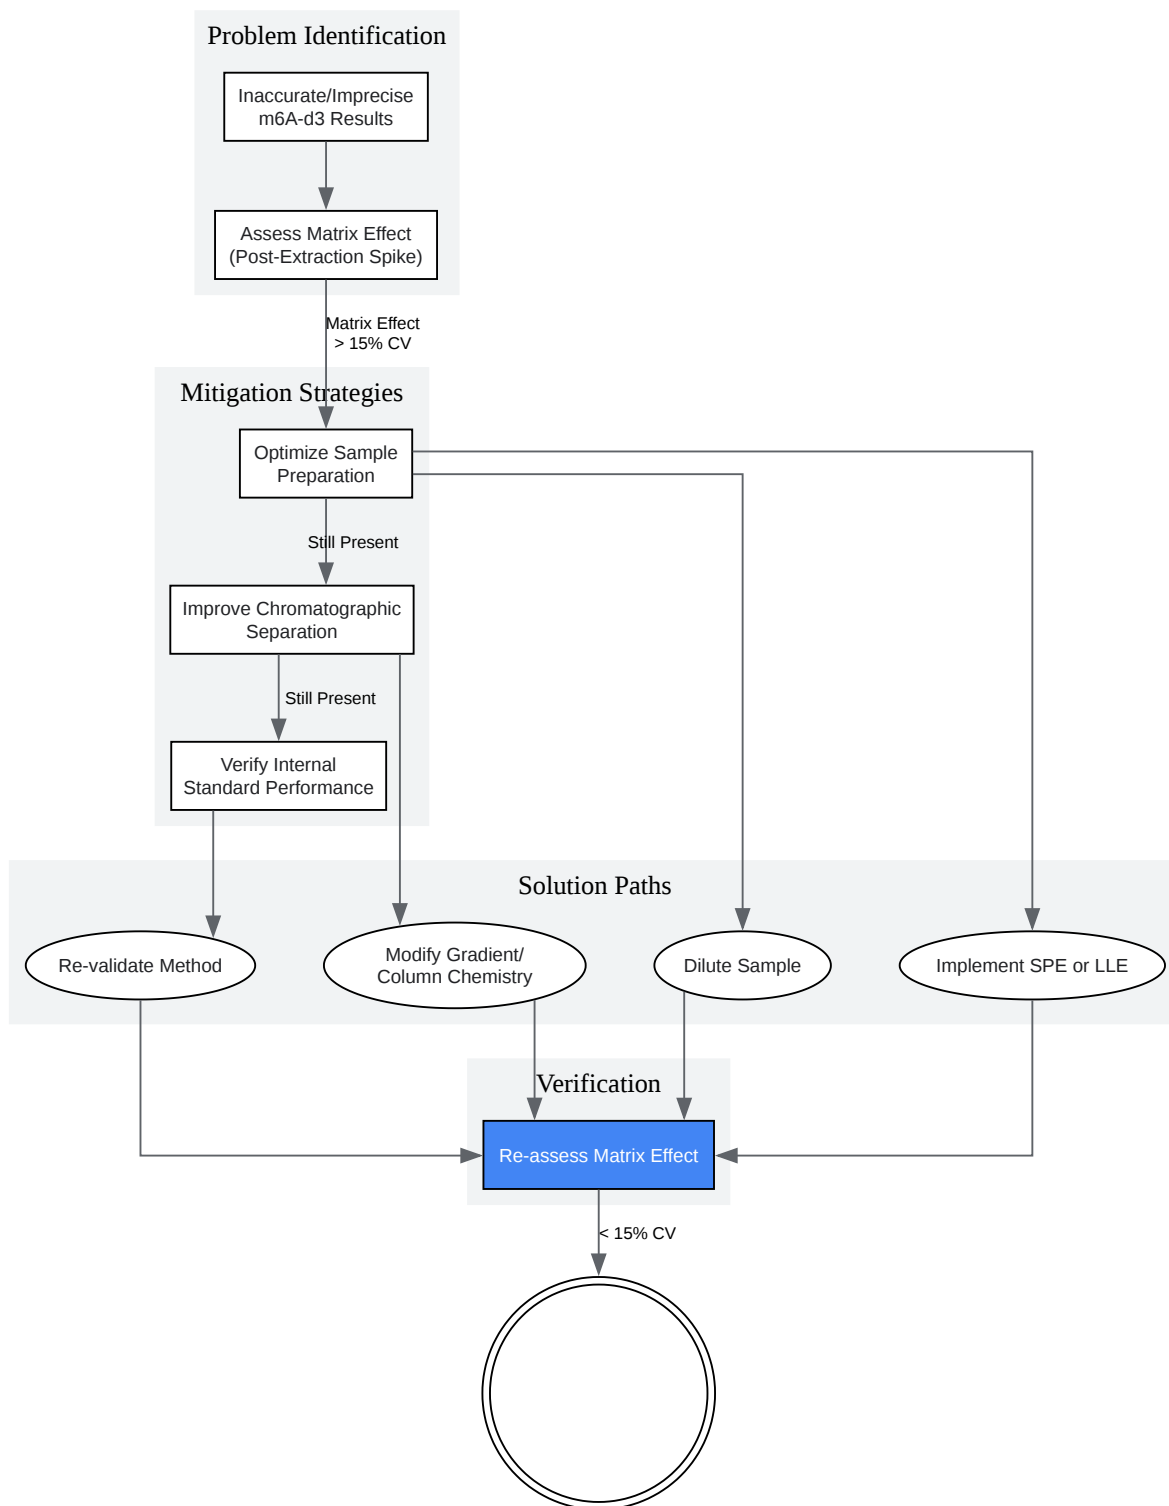 Problem Identification
Inaccurate/Imprecise
m6A-d3 Results
Assess Matrix Effect
(Post-Extraction Spike)
Matrix Effect
> 15% CV
Mitigation Strategies
Optimize Sample
Preparation
Still Present
Improve Chromatographic
Separation
Still Present
Verify Internal
Standard Performance
Solution Paths
Re-validate Method
Modify Gradient/
Column Chemistry
Dilute Sample
Implement SPE or LLE
Verification
Re-assess Matrix Effect
< 15% CV